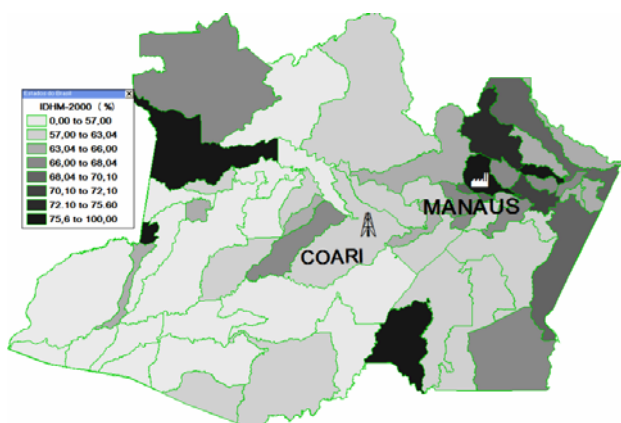 Estados do Brasil
IDHM-2000 (%)
0,00 to 57,00
57,00 to 63,04
63,04 to 66,00
66,00 to 68,04
68,04 to 70,10
70,10 to 72,10
72.10 to 75.60
75,6 to 100,00
MANAUS
COARI